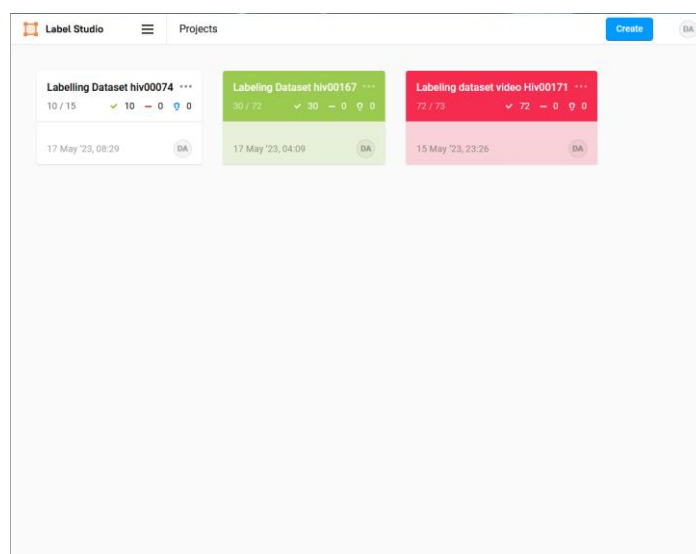 Label Studio Projects Create DA
Labelling Dataset hiv00074 ...
10 / 15 10 0 0
17 May '23, 08:29 DA
Labeling Dataset hiv00167 ...
30 / 72 30 0 0
17 May '23, 04:09 DA
Labeling dataset video Hiv00171 ...
72 / 73 72 0 0
15 May '23, 23:26 DA